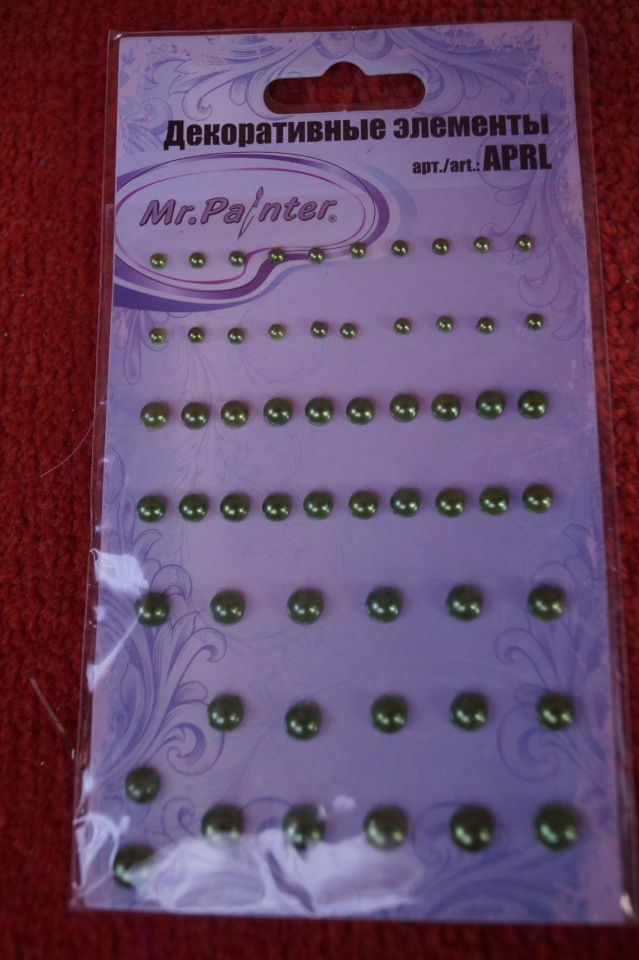 Декоративные элементы
арт./art.: APRL
Mr.Painter®